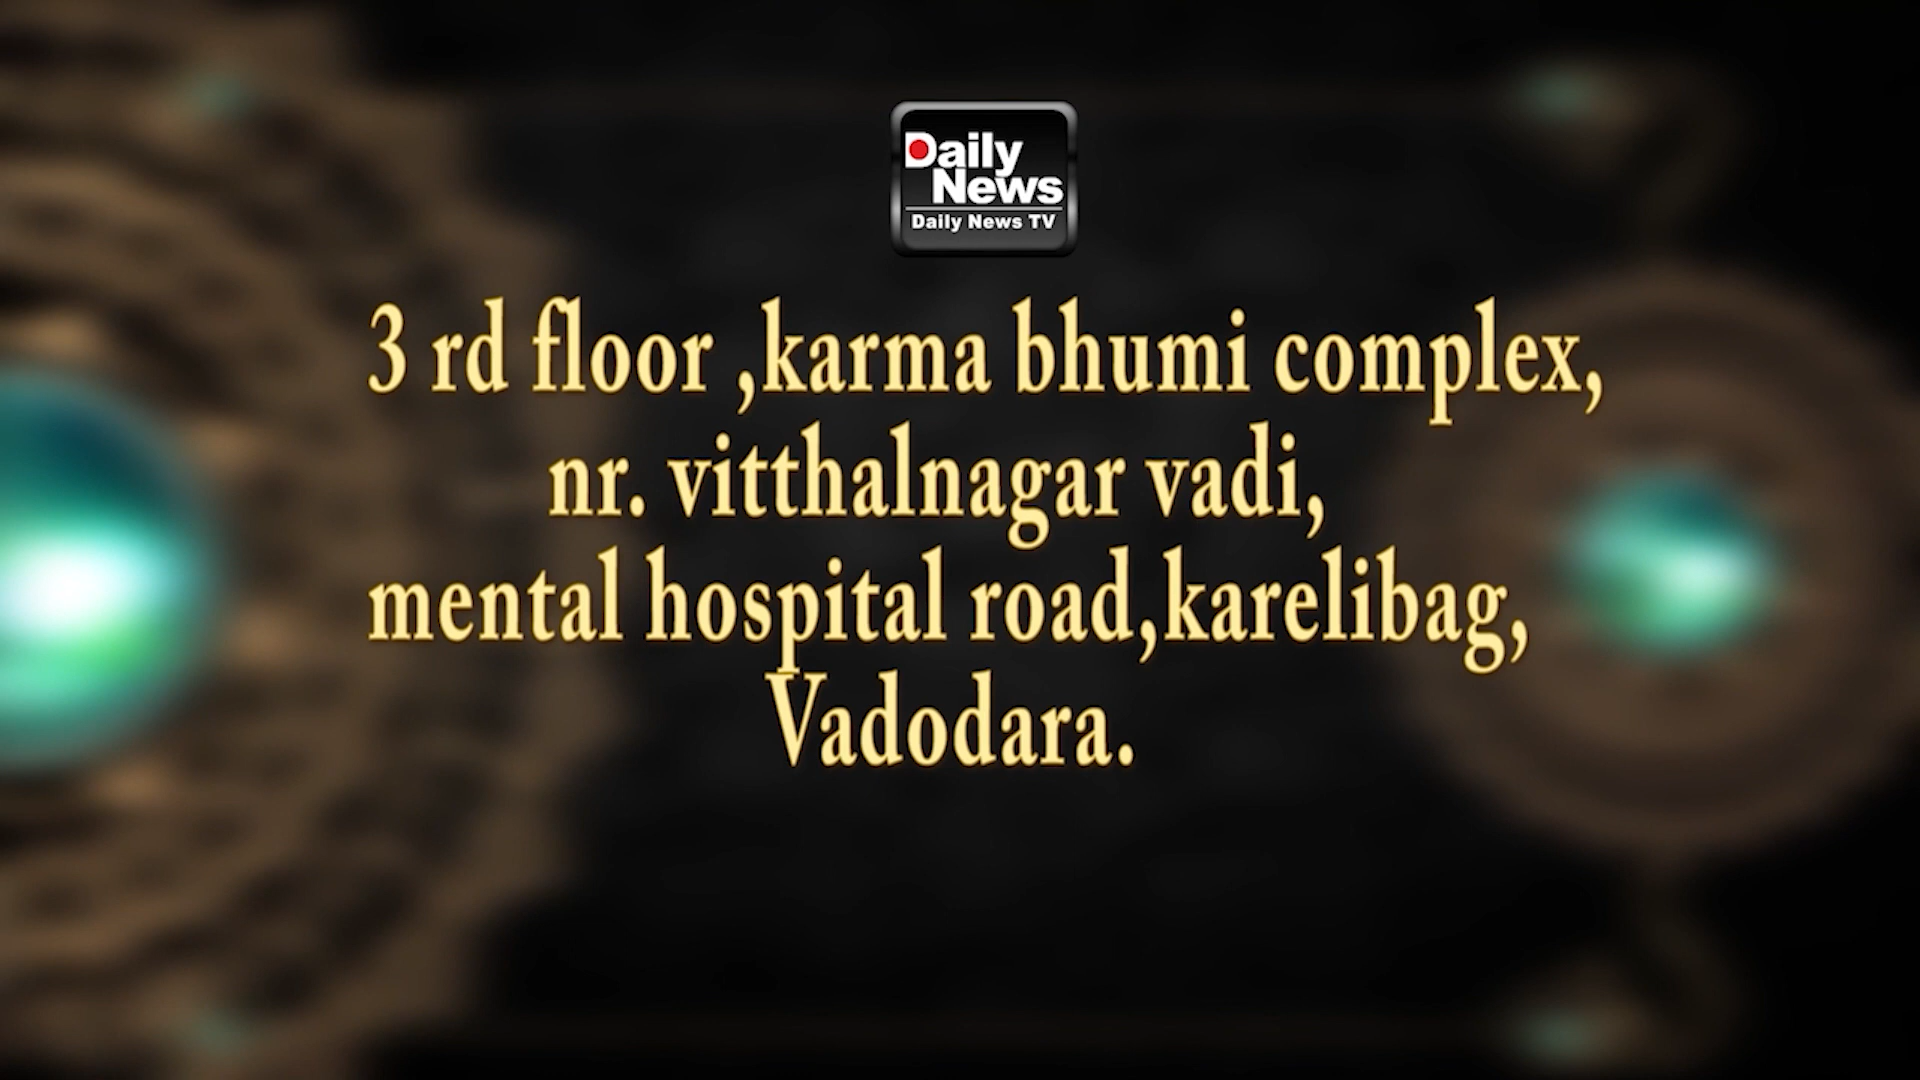 Daily
News
Daily News TV
3 rd floor ,karma bhumi complex,
nr. vitthalnagar vadi,
mental hospital road,karelibag,
Vadodara.